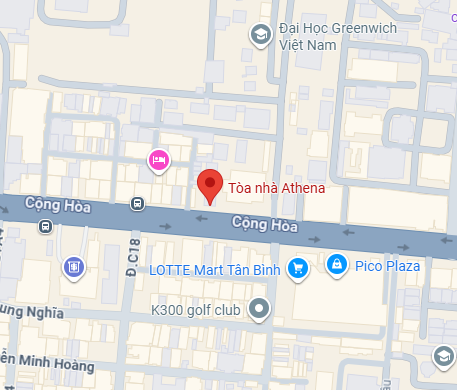 Đại Học Greenwich
Việt Nam
Tòa nhà Athena
Cộng Hòa
Cộng Hòa
Đ.C18
LOTTE Mart Tân Bình
Pico Plaza
K300 golf club
ung Nghĩa
ễn Minh Hoàng